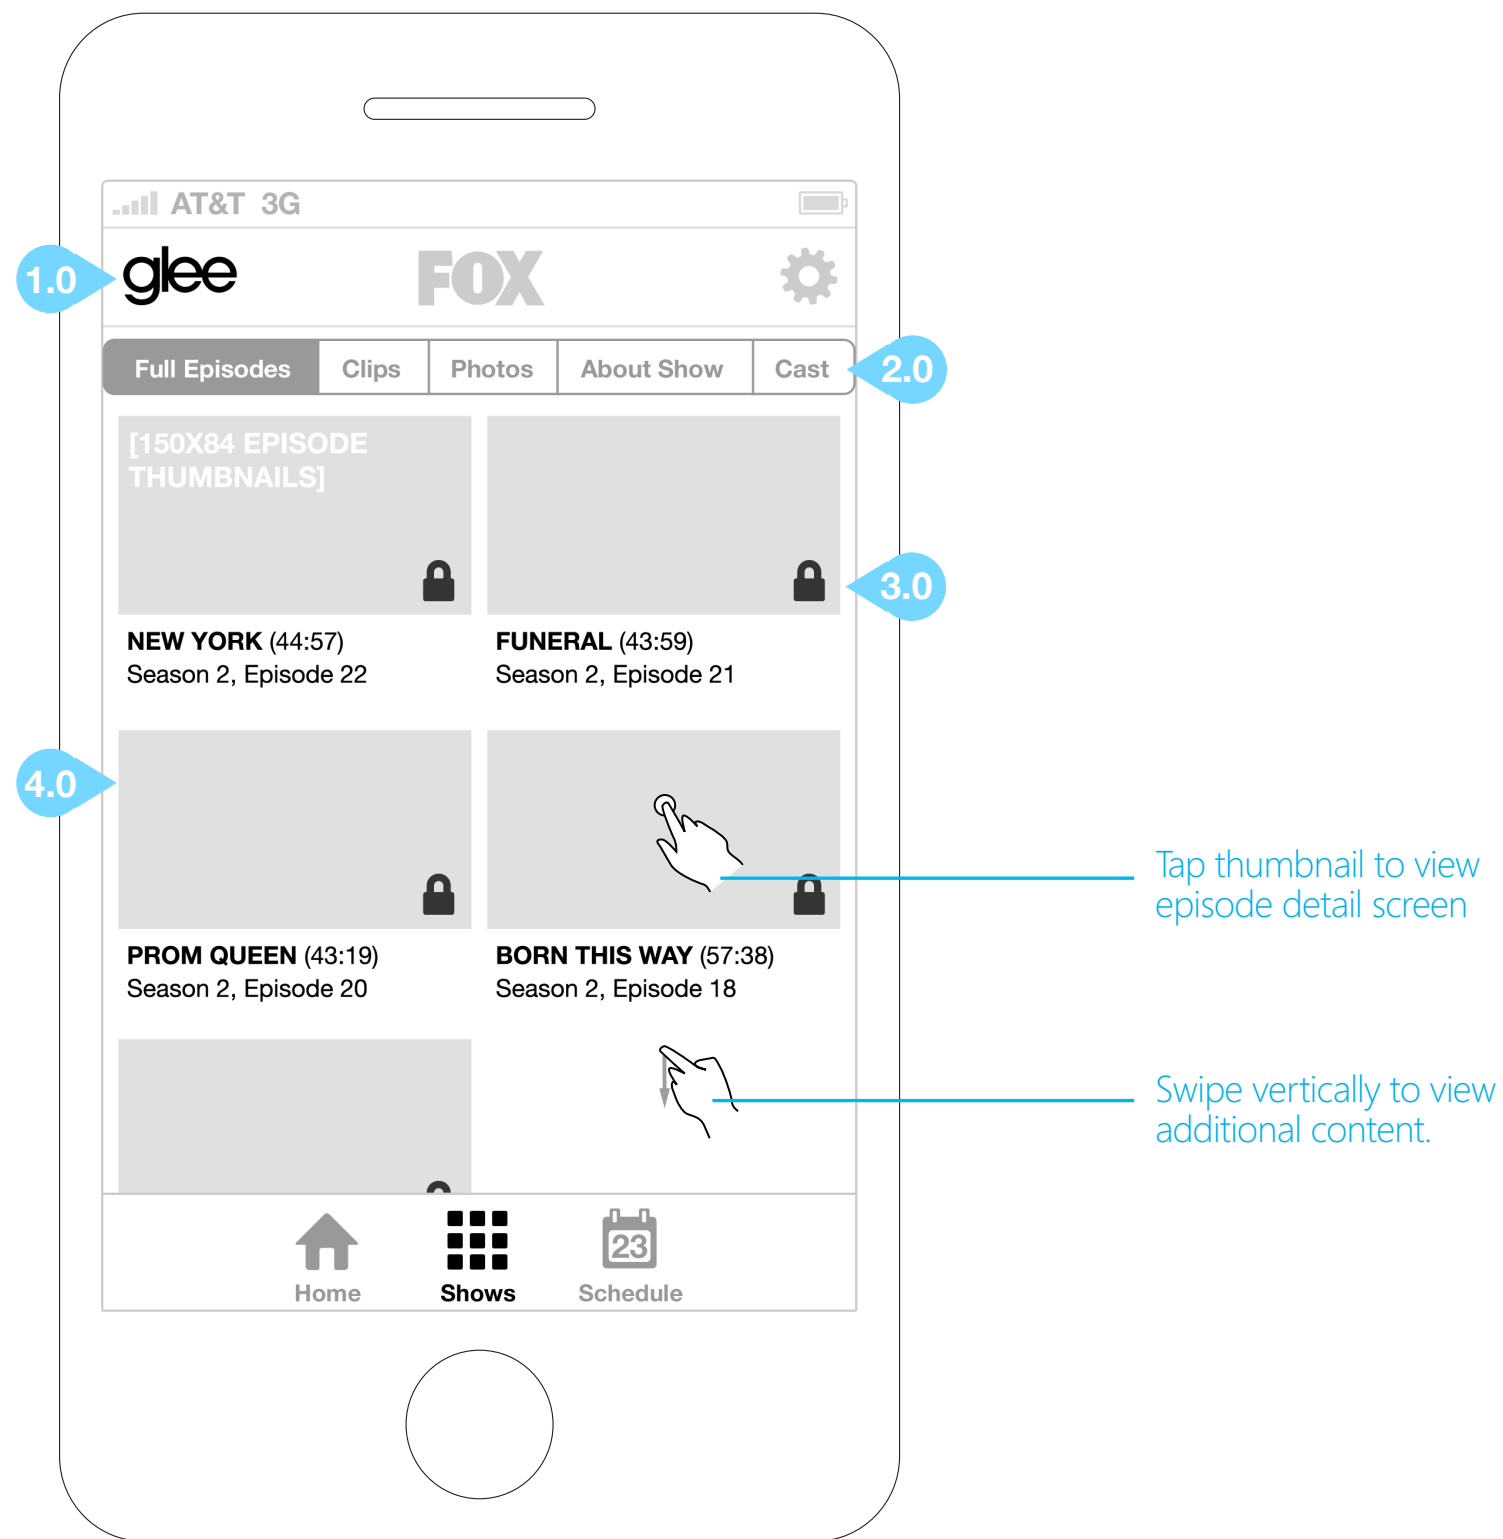 AT&T 3G
1.0
glee
FOX
Full Episodes Clips Photos About Show Cast
2.0
[150X84 EPISODE
THUMBNAILS]
3.0
NEW YORK (44:57)
Season 2, Episode 22
FUNERAL (43:59)
Season 2, Episode 21
4.0
Tap thumbnail to view
episode detail screen
PROM QUEEN (43:19)
Season 2, Episode 20
BORN THIS WAY (57:38)
Season 2, Episode 18
Swipe vertically to view
additional content.
23
Home Shows Schedule